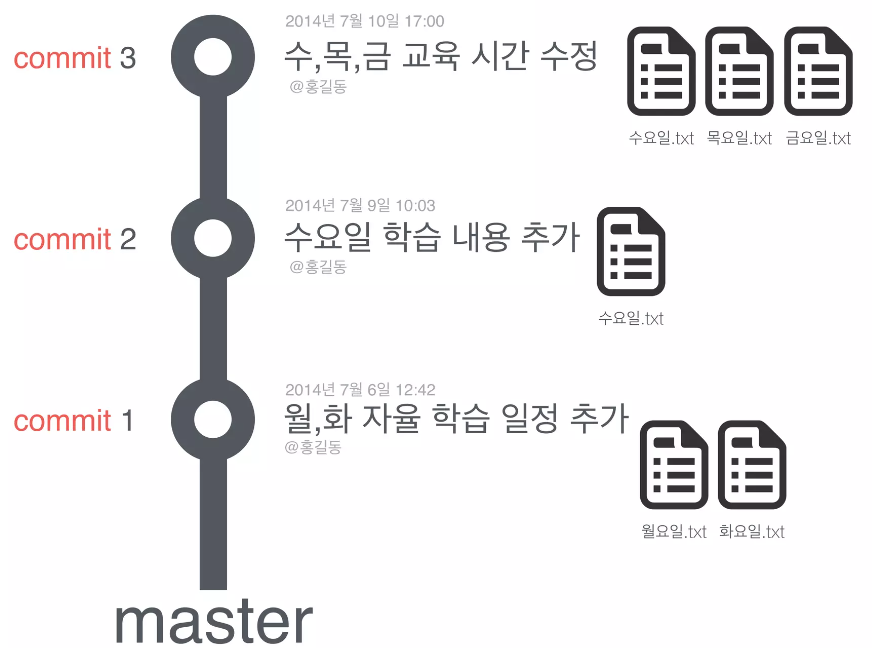 2014년 7월 10일 17:00
commit 3
수,목,금 교육 시간 수정
@홍길동
수요일.txt 목요일.txt 금요일.txt
2014년 7월 9일 10:03
commit 2
수요일 학습 내용 추가
@홍길동
수요일.txt
2014년 7월 6일 12:42
commit 1
월,화 자율 학습 일정 추가
@홍길동
월요일.txt 화요일.txt
master